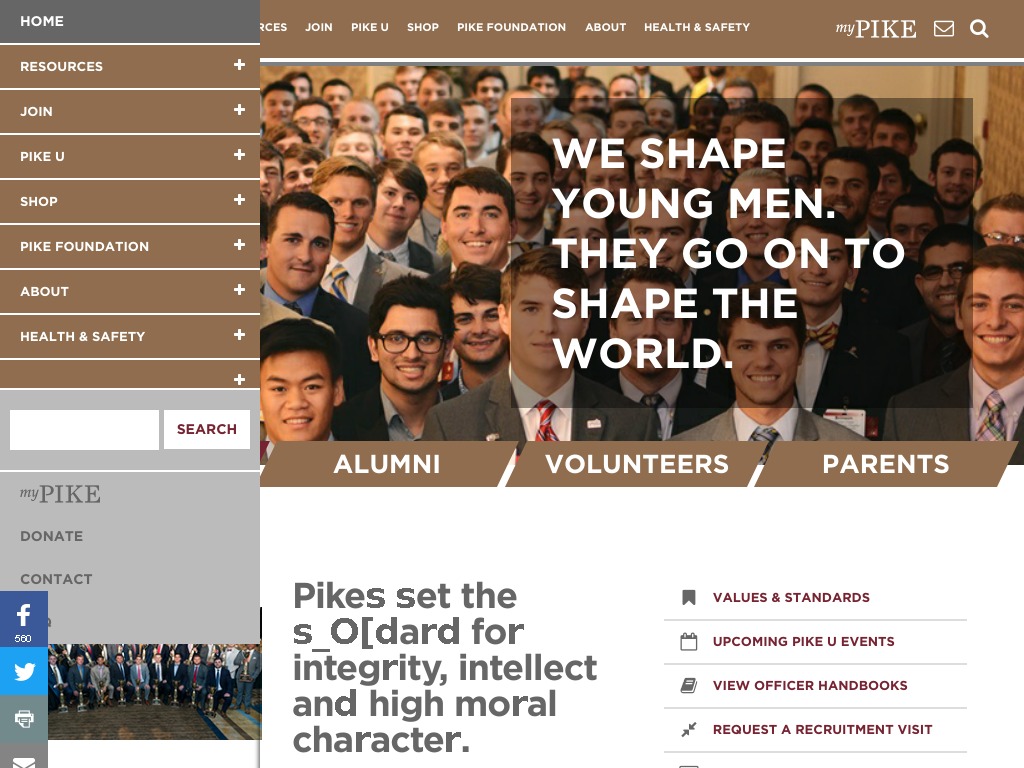 HOME
RESOURCES
JOIN
PIKE U
SHOP
PIKE FOUNDATION
ABOUT
HEALTH & SAFETY
SEARCH
myPIKE
DONATE
CONTACT
560
RCES JOIN PIKE U SHOP PIKE FOUNDATION ABOUT HEALTH & SAFETY myPIKE
WE SHAPE
YOUNG MEN.
THEY GO ON TO
SHAPE THE
WORLD.
ALUMNI VOLUNTEERS PARENTS
Pikes set the
s_O[dard for
integrity, intellect
and high moral
character.
VALUES & STANDARDS
UPCOMING PIKE U EVENTS
VIEW OFFICER HANDBOOKS
REQUEST A RECRUITMENT VISIT